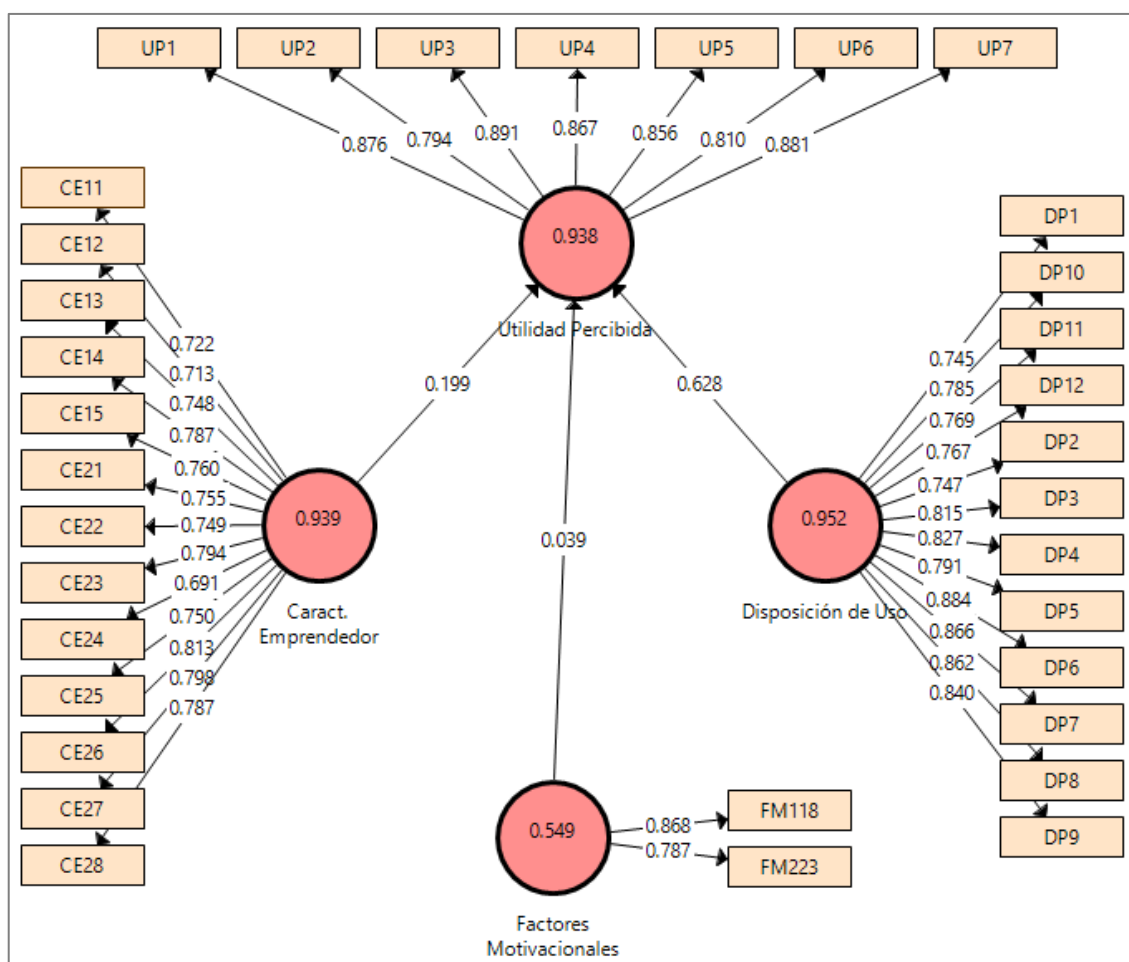 UP1 UP2 UP3 UP4 UP5 UP6 UP7
0.876 0.794 0.891 0.867 0.856 0.810 0.881
0.938
Utilidad Percibida
CE11
CE12
CE13
CE14
CE15
CE21
CE22
CE23
CE24
CE25
CE26
CE27
CE28
0.722
0.713
0.748
0.787
0.760
0.755
0.749
0.794
0.691
0.750
0.813
0.798
0.787
0.939
Caract.
Emprendedor
0.199
0.039
0.628
0.952
Disposición de Uso
0.745
0.785
0.769
0.767
0.747
0.815
0.827
0.791
0.884
0.866
0.862
0.840
DP1
DP10
DP11
DP12
DP2
DP3
DP4
DP5
DP6
DP7
DP8
DP9
0.549
Factores
Motivacionales
0.868
0.787
FM118
FM223